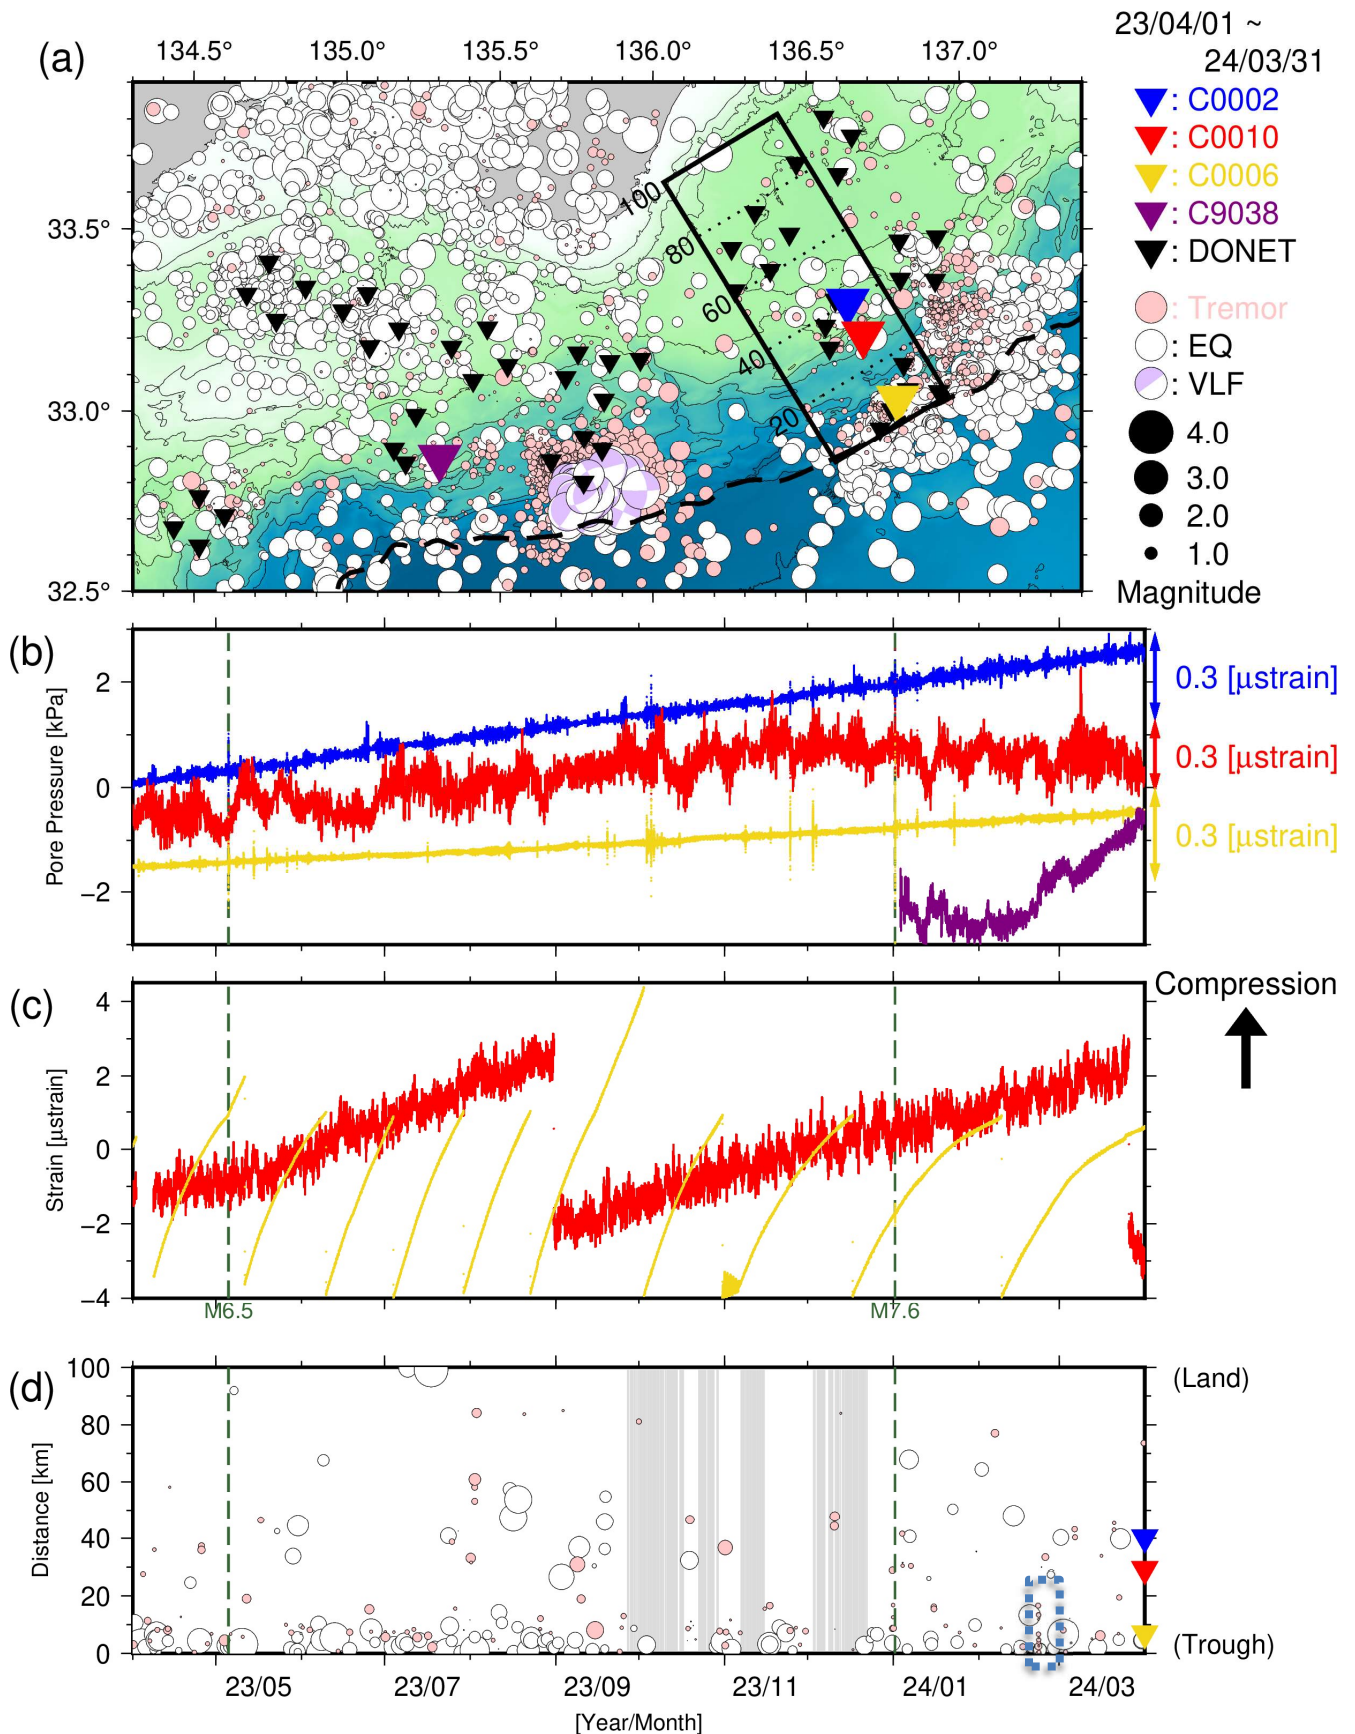 23/04/01 ~
24/03/31
(a)
134.5° 135.0° 135.5° 136.0° 136.5° 137.0°
33.5°
33.0°
32.5°
100
80
60
40
20
: C0002
: C0010
: C0006
: C9038
: DONET
: Tremor
: EQ
: VLF
4.0
3.0
2.0
1.0
Magnitude
(b)
Pore Pressure [kPa]
2
0
−2
0.3 [μstrain]
0.3 [μstrain]
0.3 [μstrain]
(c)
Strain [μstrain]
4
2
0
−2
−4
Compression
M6.5 M7.6
(d)
Distance [km]
100
80
60
40
20
0
(Land)
(Trough)
23/05 23/07 23/09 23/11 24/01 24/03
[Year/Month]